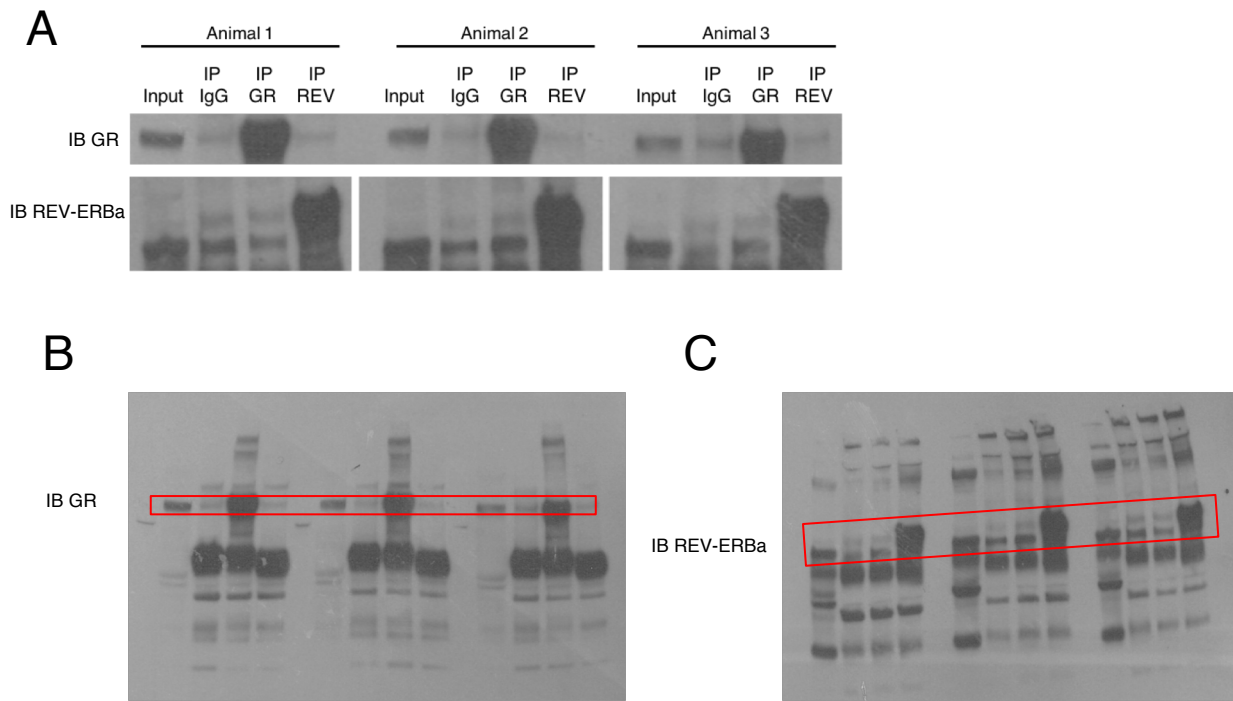 A
Animal 1 Animal 2 Animal 3
IP IP IP IP IP IP IP IP IP
Input IgG GR REV Input IgG GR REV Input IgG GR REV
IB GR
IB REV-ERBa
B C
IB GR
IB REV-ERBa